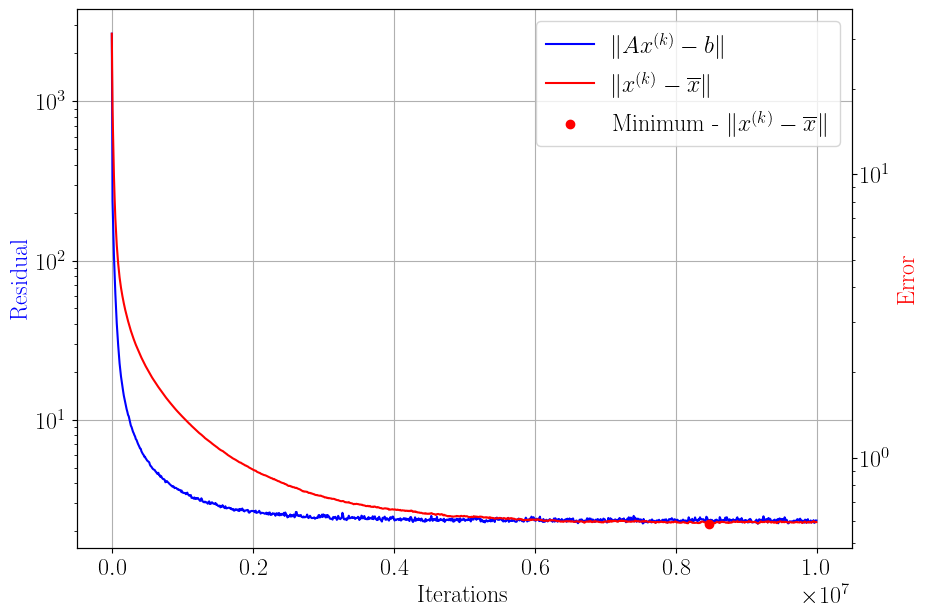 ‖Ax^{(k)} − b‖
‖x^{(k)} − x̅‖
Minimum - ‖x^{(k)} − x̅‖
10^3
10^2
10^1
Residual
10^1
10^0
Error
0.0 0.2 0.4 0.6 0.8 1.0
Iterations
×10^7